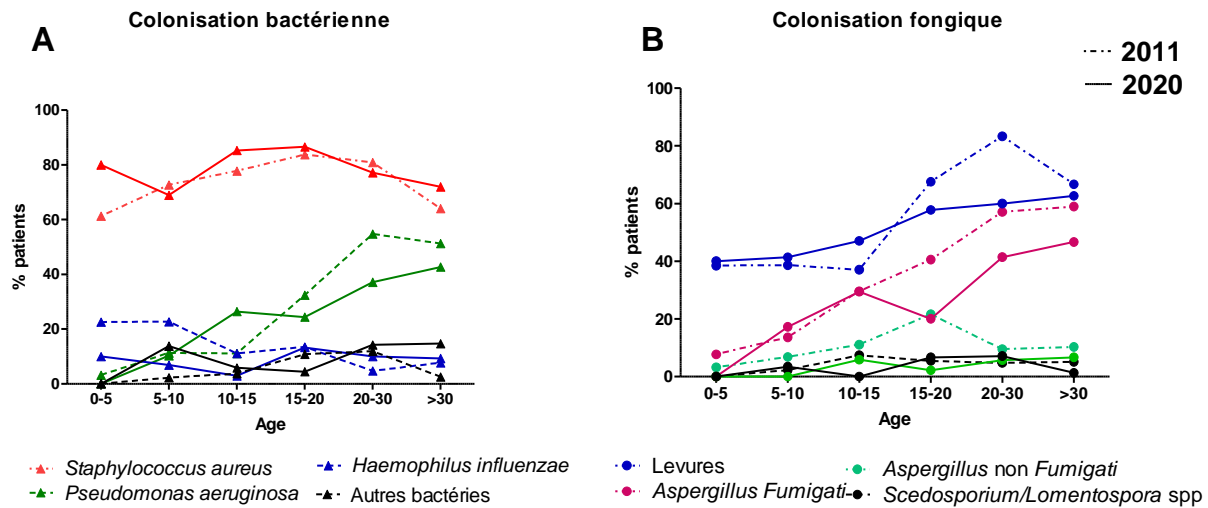 Colonisation bactérienne
A
% patients
100
80
60
40
20
0
0-5 5-10 10-15 15-20 20-30 >30
Age
Staphylococcus aureus
Haemophilus influenzae
Pseudomonas aeruginosa
Autres bactéries
Colonisation fongique
B
2011
2020
% patients
100
80
60
40
20
0
0-5 5-10 10-15 15-20 20-30 >30
Age
Levures
Aspergillus non Fumigati
Aspergillus Fumigati
Scedosporium/Lomentospora spp